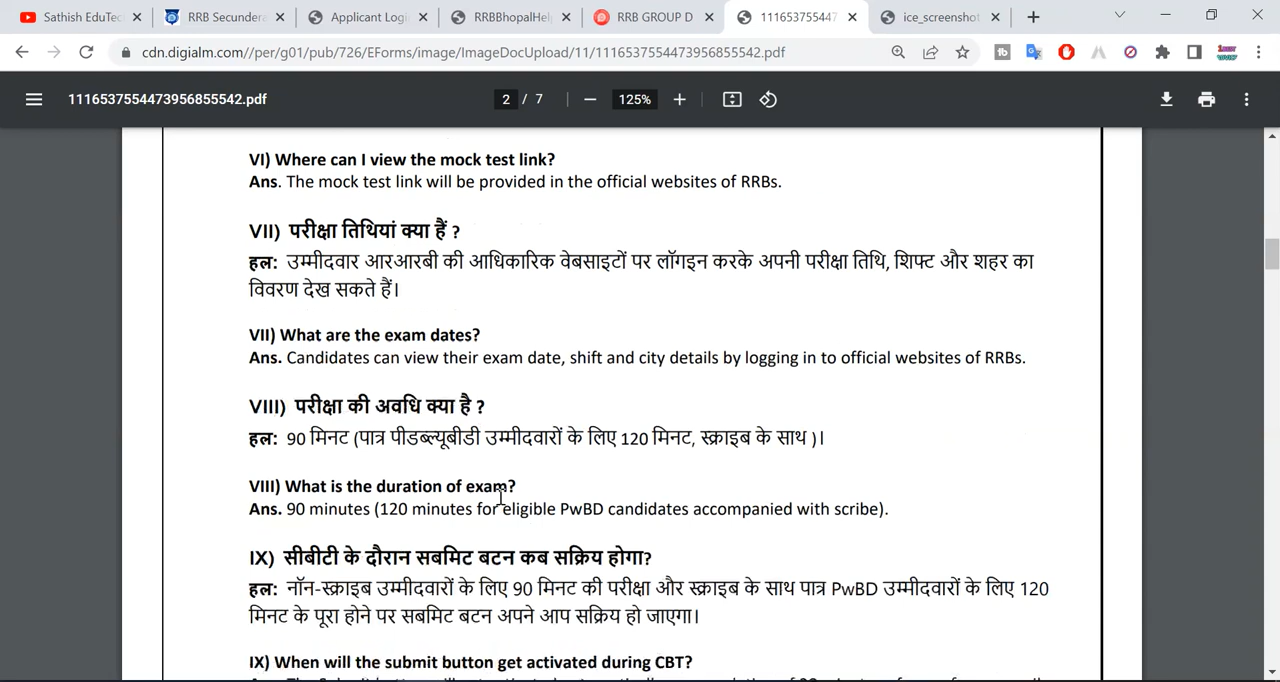 Sathish EduTec
RRB Secundera
Applicant Logi
RRBBhopalHel
RRB GROUP D
111653755447
ice_screenshot
cdn.digialm.com//per/g01/pub/726/EForms/image/ImageDocUpload/11/1116537554473956855542.pdf
1116537554473956855542.pdf
2 / 7
125%
VI) Where can I view the mock test link?
Ans. The mock test link will be provided in the official websites of RRBs.
VII) परीक्षा तिथियां क्या हैं ?
हल: उम्मीदवार आरआरबी की आधिकारिक वेबसाइटों पर लॉगइन करके अपनी परीक्षा तिथि, शिफ्ट और शहर का
विवरण देख सकते हैं।
VII) What are the exam dates?
Ans. Candidates can view their exam date, shift and city details by logging in to official websites of RRBs.
VIII) परीक्षा की अवधि क्या है ?
हल: 90 मिनट (पात्र पीडब्ल्यूबीडी उम्मीदवारों के लिए 120 मिनट, स्क्राइब के साथ )।
VIII) What is the duration of exam?
Ans. 90 minutes (120 minutes for eligible PwBD candidates accompanied with scribe).
IX) सीबीटी के दौरान सबमिट बटन कब सक्रिय होगा?
हल: नॉन-स्क्राइब उम्मीदवारों के लिए 90 मिनट की परीक्षा और स्क्राइब के साथ पात्र PwBD उम्मीदवारों के लिए 120
मिनट के पूरा होने पर सबमिट बटन अपने आप सक्रिय हो जाएगा।
IX) When will the submit button get activated during CBT?